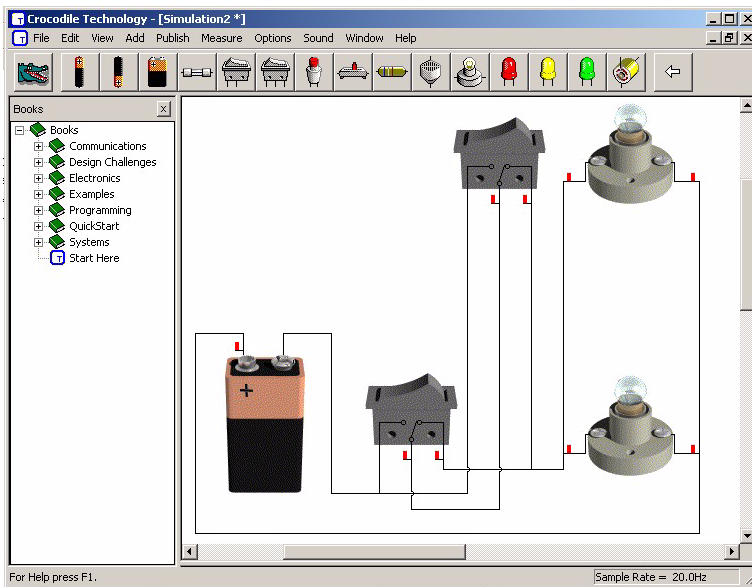 Crocodile Technology - [Simulation2 *]
File Edit View Add Publish Measure Options Sound Window Help
Books
Books
Communications
Design Challenges
Electronics
Examples
Programming
QuickStart
Systems
Start Here
+
For Help press F1.
Sample Rate = 20.0Hz